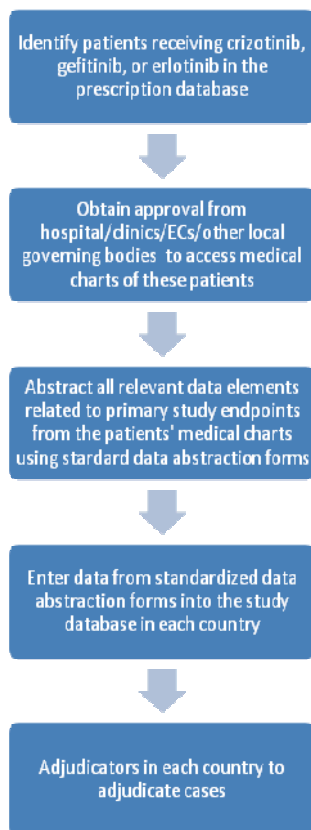 Identify patients receiving crizotinib,
gefitinib, or erlotinib in the
prescription database
Obtain approval from
hospital/clinics/ECs/other local
governing bodies to access medical
charts of these patients
Abstract all relevant data elements
related to primary study endpoints
from the patients' medical charts
using stardard data abstraction forms
Enter data from standardized data
abstraction forms into the study
database in each country
Adjudicators in each country to
adjudicate cases